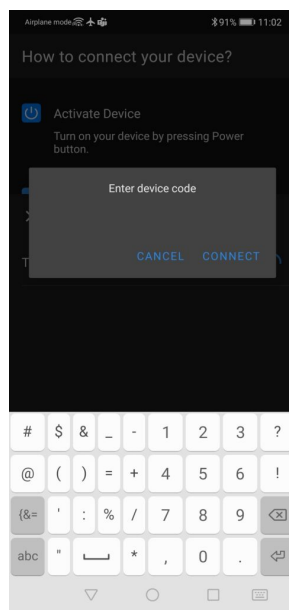 Airplane mode 91% 11:02
How to connect your device?
Activate Device
Turn on your device by pressing Power
button.
Enter device code
T
CANCEL CONNECT
# $ & _ - 1 2 3 ?
@ ( ) = + 4 5 6 !
{&= ' : % / 7 8 9
abc " * , 0 .